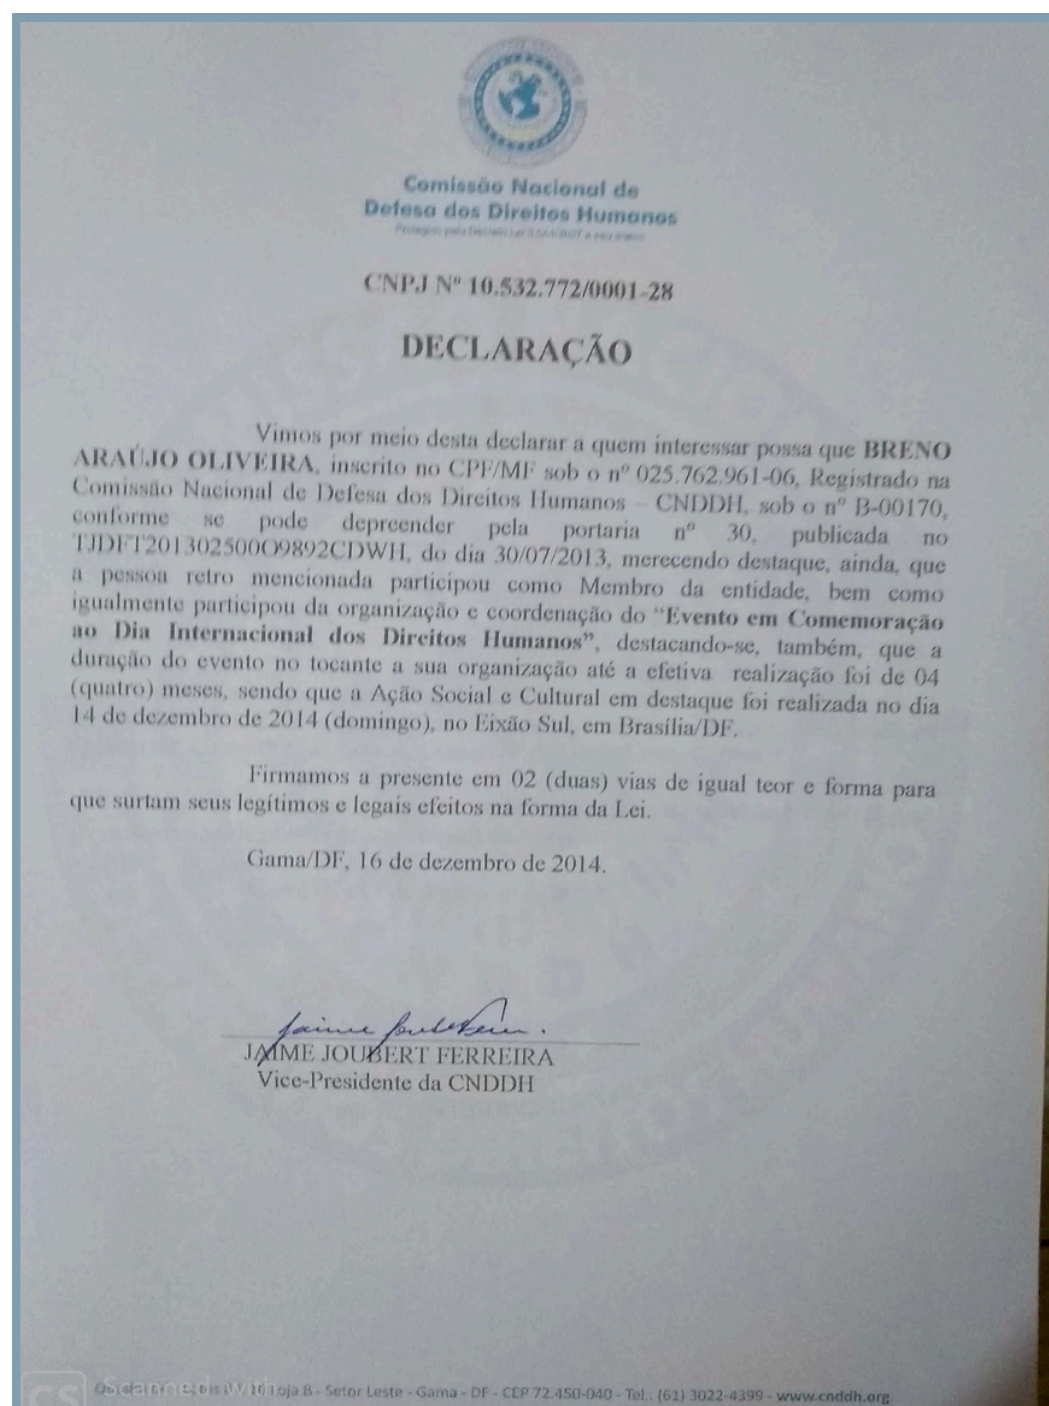 Comissão Nacional de
Defesa dos Direitos Humanos
CNPJ Nº 10.532.772/0001-28
DECLARAÇÃO
Vimos por meio desta declarar a quem interessar possa que BRENO
ARAÚJO OLIVEIRA, inscrito no CPF/MF sob o nº 025.762.961-06, Registrado na
Comissão Nacional de Defesa dos Direitos Humanos – CNDDH, sob o nº B-00170,
conforme se pode depreender pela portaria nº 30, publicada no
TJDFT201302500O9892CDWH, do dia 30/07/2013, merecendo destaque, ainda, que
a pessoa retro mencionada participou como Membro da entidade, bem como
igualmente participou da organização e coordenação do “Evento em Comemoração
ao Dia Internacional dos Direitos Humanos”, destacando-se, também, que a
duração do evento no tocante a sua organização até a efetiva realização foi de 04
(quatro) meses, sendo que a Ação Social e Cultural em destaque foi realizada no dia
14 de dezembro de 2014 (domingo), no Eixão Sul, em Brasília/DF.
Firmamos a presente em 02 (duas) vias de igual teor e forma para
que surtam seus legítimos e legais efeitos na forma da Lei.
Gama/DF, 16 de dezembro de 2014.
JAIME JOUBERT FERREIRA
Vice-Presidente da CNDDH
CS Scanned with
Loja 8 - Setor Leste - Gama - DF - CEP 72.450-040 - Tel.: (61) 3022-4399 - www.cnddh.org